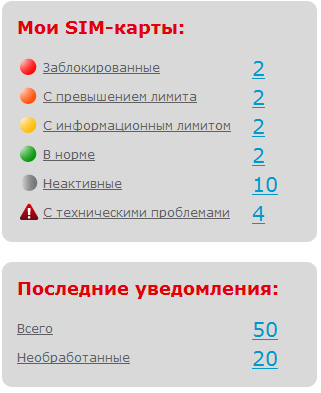 Мои SIM-карты:
Заблокированные 2
С превышением лимита 2
С информационным лимитом 2
В норме 2
Неактивные 10
С техническими проблемами 4
Последние уведомления:
Всего 50
Необработанные 20